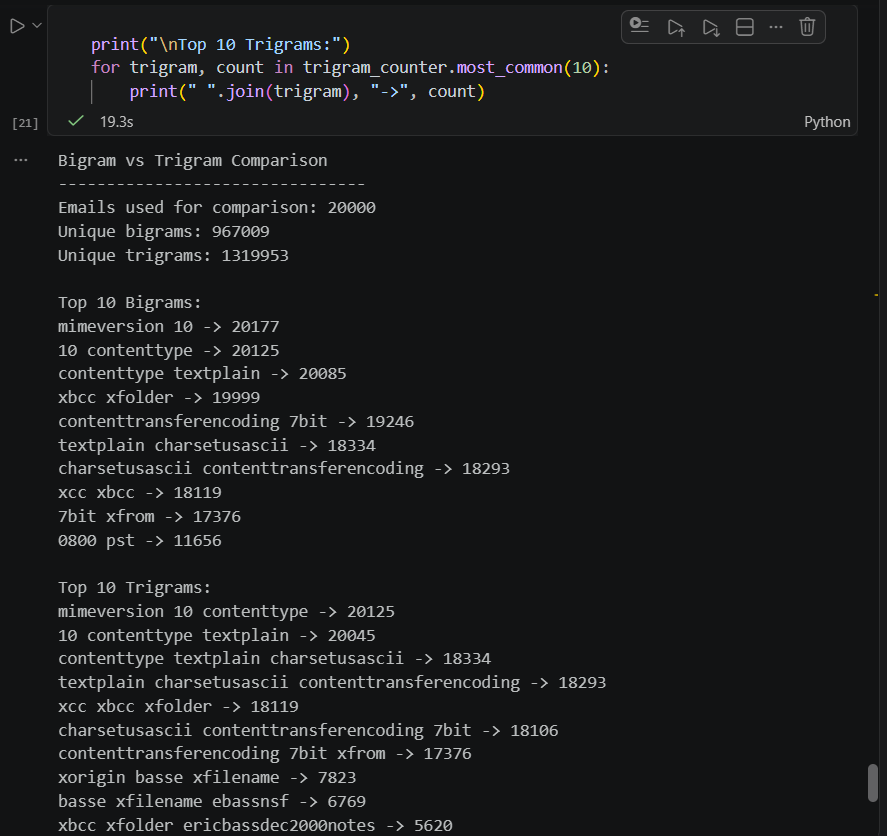 print("\nTop 10 Trigrams:")
for trigram, count in trigram_counter.most_common(10):
    print(" ".join(trigram), "->", count)
[21]
19.3s
Python
Bigram vs Trigram Comparison
--------------------------------
Emails used for comparison: 20000
Unique bigrams: 967009
Unique trigrams: 1319953
Top 10 Bigrams:
mimeversion 10 -> 20177
10 contenttype -> 20125
contenttype textplain -> 20085
xbcc xfolder -> 19999
contenttransferencoding 7bit -> 19246
textplain charsetusascii -> 18334
charsetusascii contenttransferencoding -> 18293
xcc xbcc -> 18119
7bit xfrom -> 17376
0800 pst -> 11656
Top 10 Trigrams:
mimeversion 10 contenttype -> 20125
10 contenttype textplain -> 20045
contenttype textplain charsetusascii -> 18334
textplain charsetusascii contenttransferencoding -> 18293
xcc xbcc xfolder -> 18119
charsetusascii contenttransferencoding 7bit -> 18106
contenttransferencoding 7bit xfrom -> 17376
xorigin basse xfilename -> 7823
basse xfilename ebassnsf -> 6769
xbcc xfolder ericbassdec2000notes -> 5620